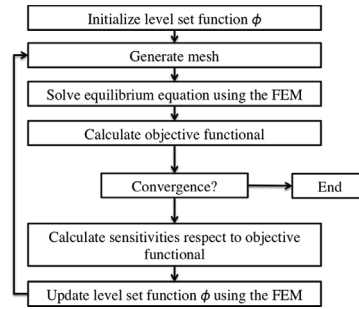 Initialize level set function ϕ
Generate mesh
Solve equilibrium equation using the FEM
Calculate objective functional
Convergence?
End
Calculate sensitivities respect to objective
functional
Update level set function ϕ using the FEM